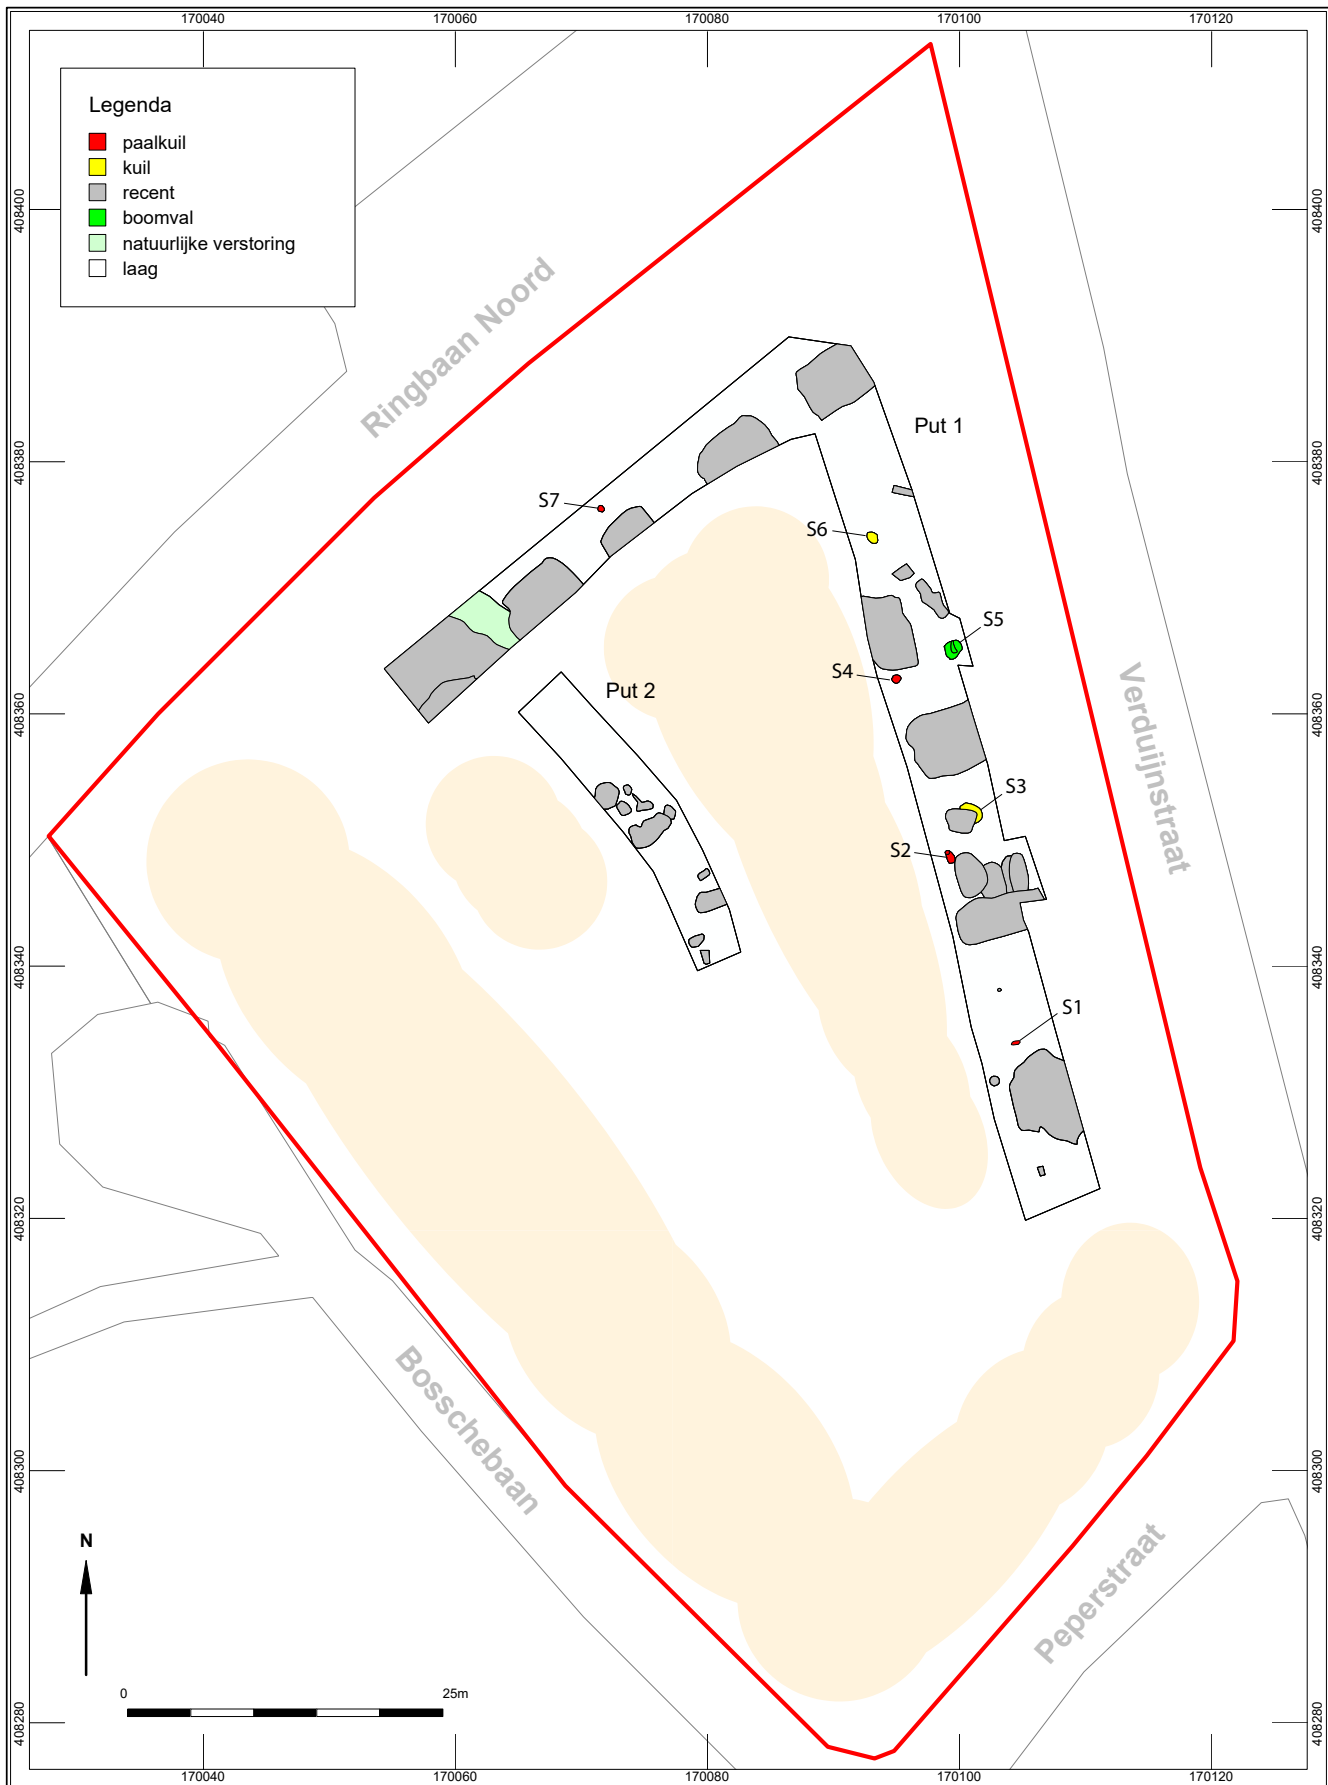 170040
170060
170080
170100
170120
Legenda
paalkuil
kuil
recent
boomval
natuurlijke verstoring
laag
408400
408400
Ringbaan Noord
Put 1
408380
408380
S7
S6
S5
S4
Put 2
408360
408360
Verduijnstraat
S3
S2
408340
408340
S1
408320
408320
Bosschebaan
408300
408300
Peperstraat
N
0
25m
408280
408280
170040
170060
170080
170100
170120